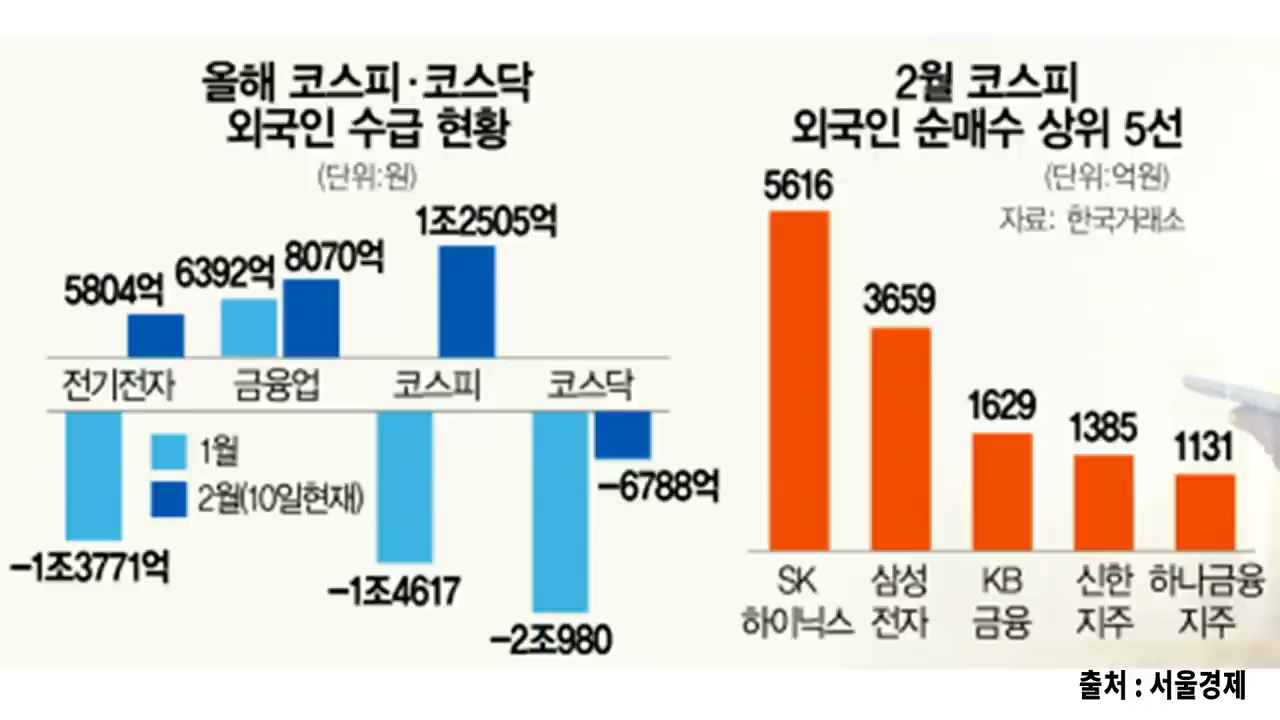 올해 코스피·코스닥
외국인 수급 현황
(단위:원)
5804억
6392억
8070억
1조2505억
전기전자
금융업
코스피
코스닥
1월
2월(10일현재)
-1조3771억
-1조4617
-2조980
-6788억
2월 코스피
외국인 순매수 상위 5선
(단위:억원)
자료: 한국거래소
5616
3659
1629
1385
1131
SK
하이닉스
삼성
전자
KB
금융
신한
지주
하나금융
지주
출처 : 서울경제